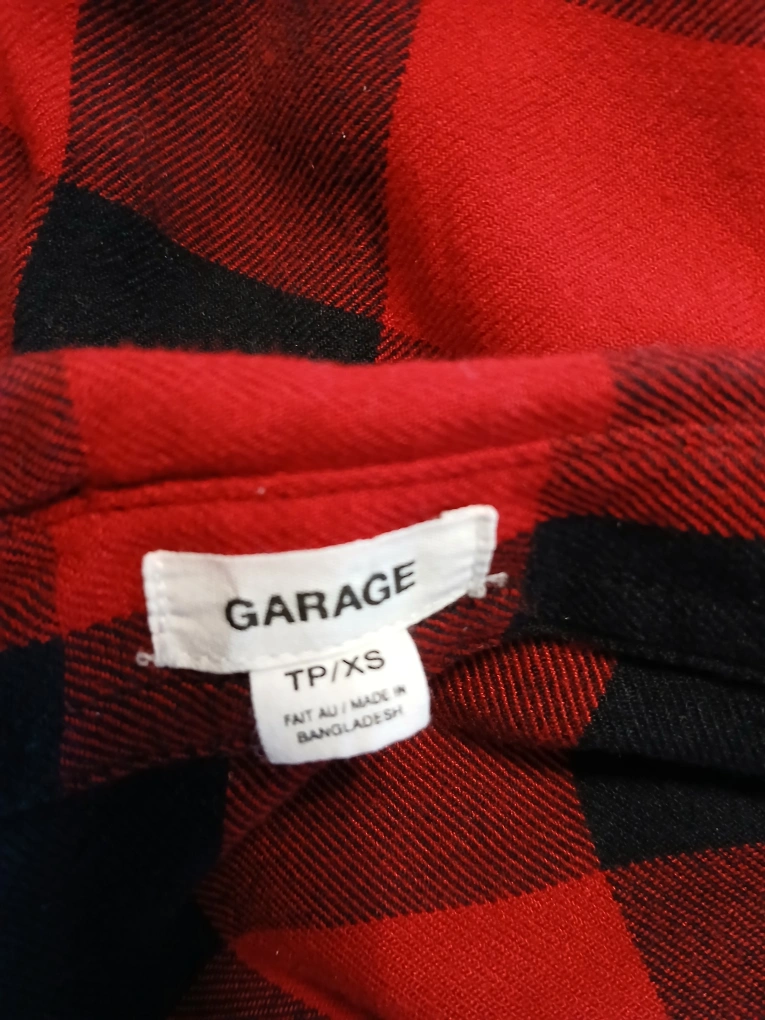 GARAGE
TP/XS
FAIT AU / MADE IN
BANGLADESH